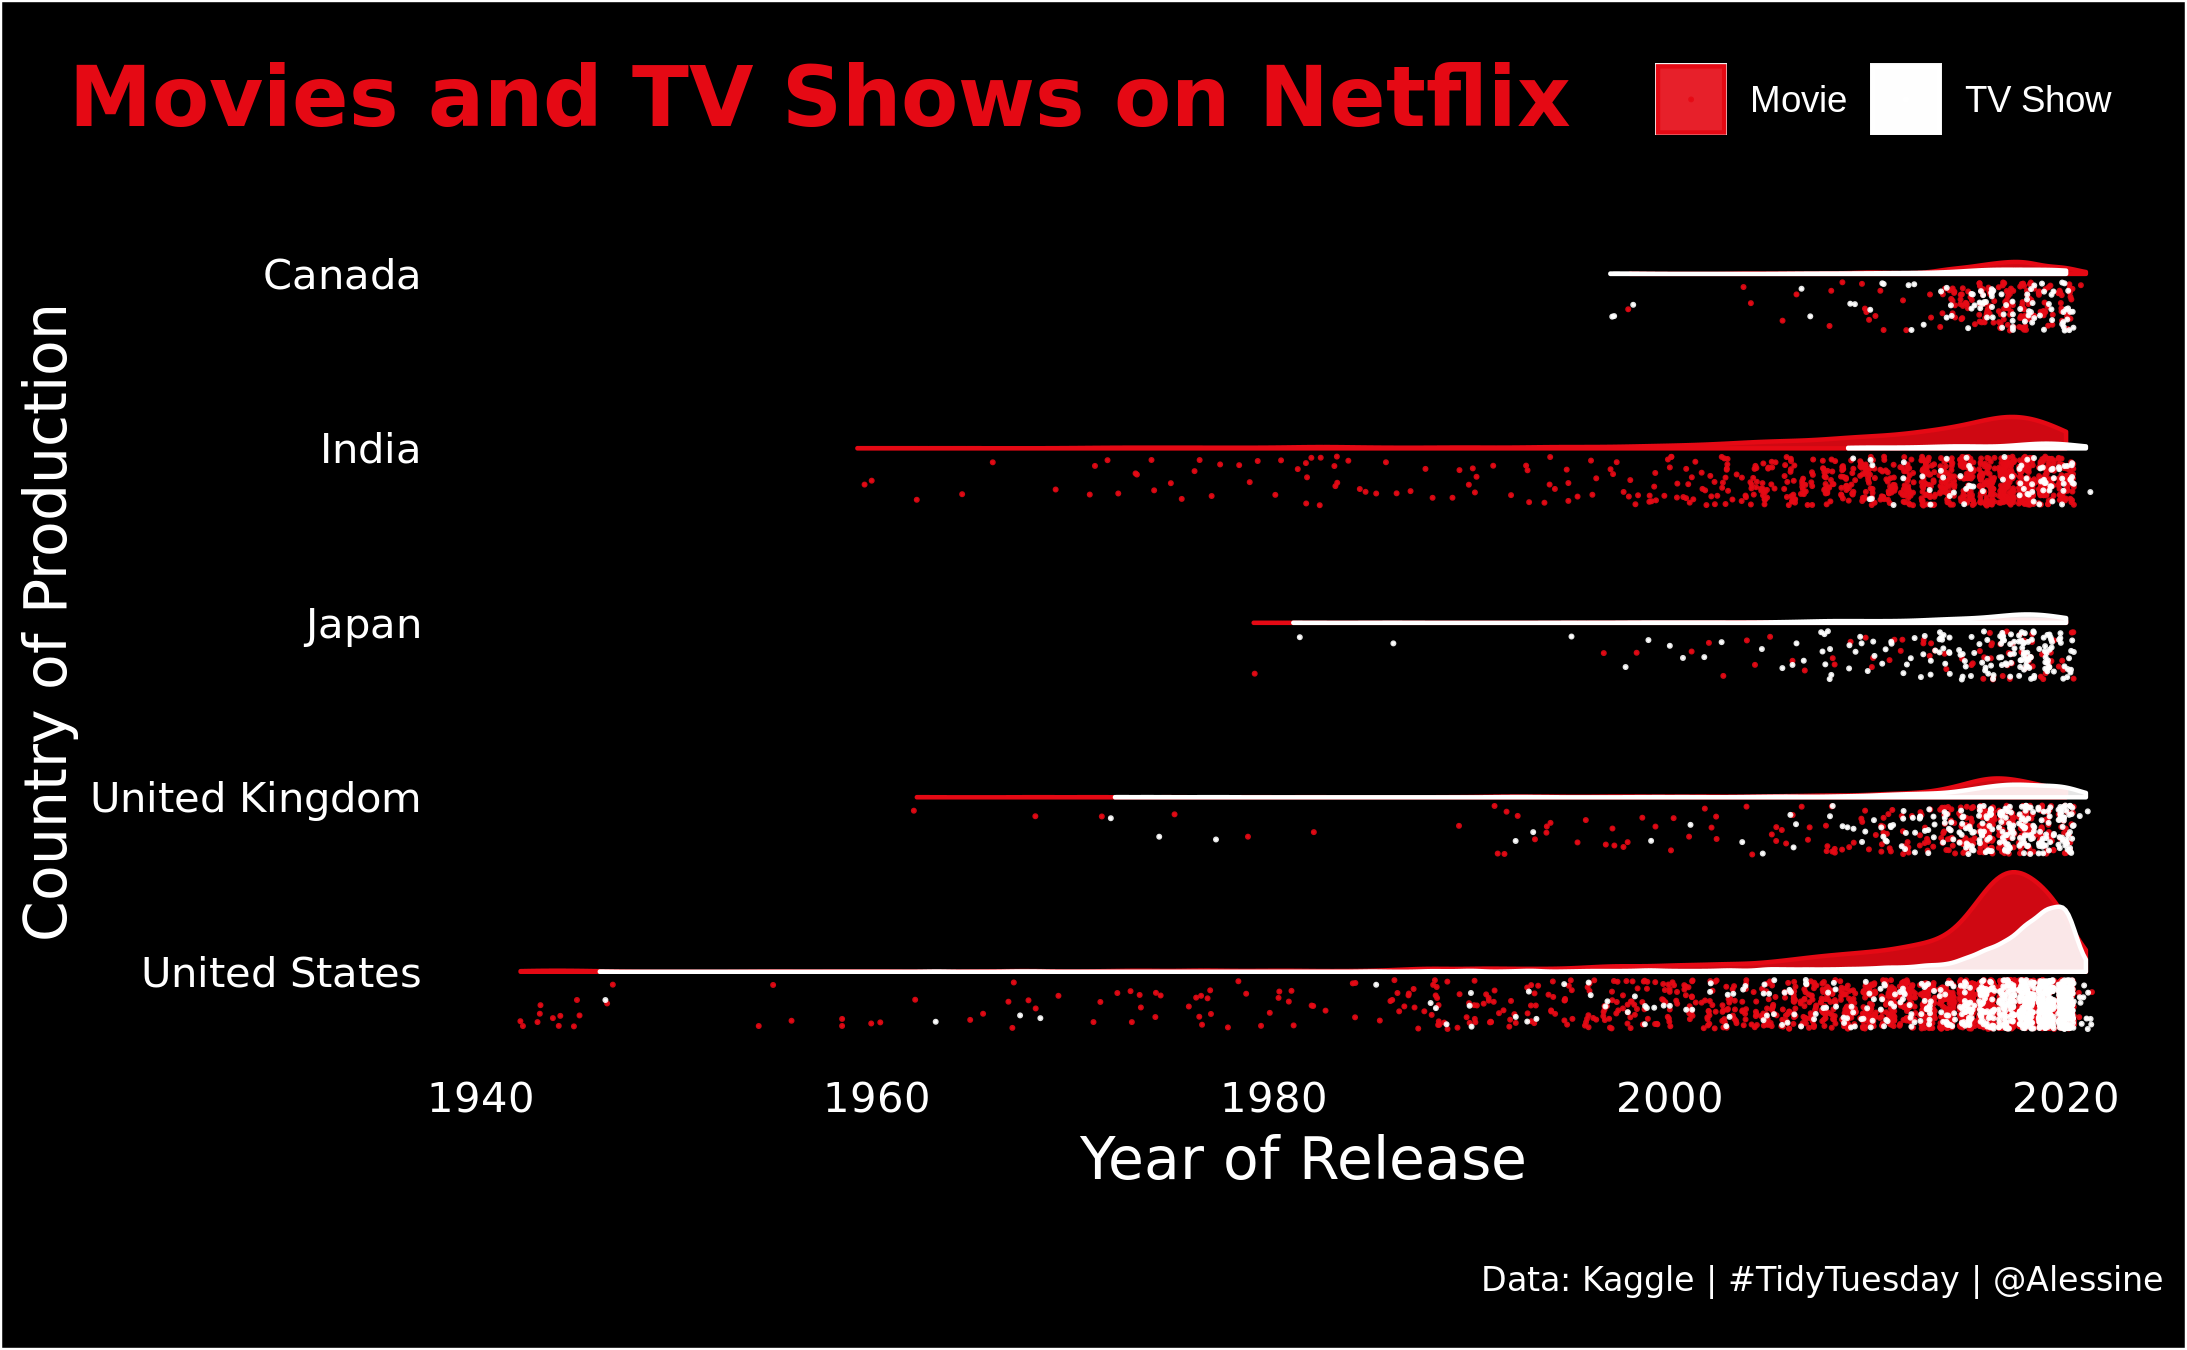 Movies and TV Shows on Netflix
Movie
TV Show
Country of Production
Canada
India
Japan
United Kingdom
United States
1940 1960 1980 2000 2020
Year of Release
Data: Kaggle | #TidyTuesday | @Alessine